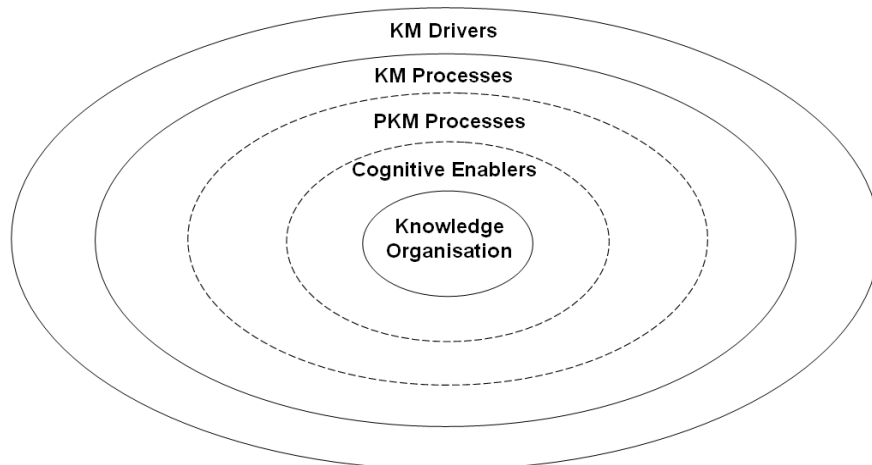 KM Drivers
KM Processes
PKM Processes
Cognitive Enablers
Knowledge
Organisation